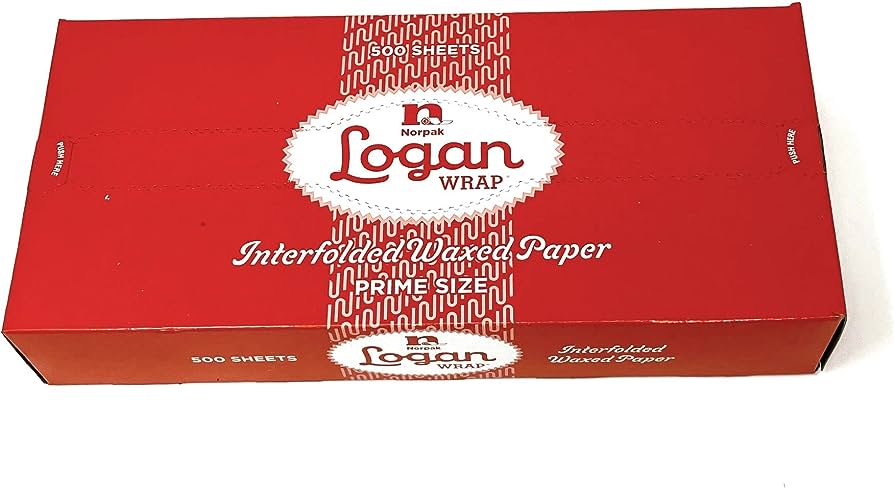 500 SHEETS
n
Norpak
Logan
WRAP
PUSH HERE
PUSH HERE
Interfolded Waxed Paper
PRIME SIZE
500 SHEETS
n
Norpak
Logan
WRAP
Interfolded
Waxed Paper